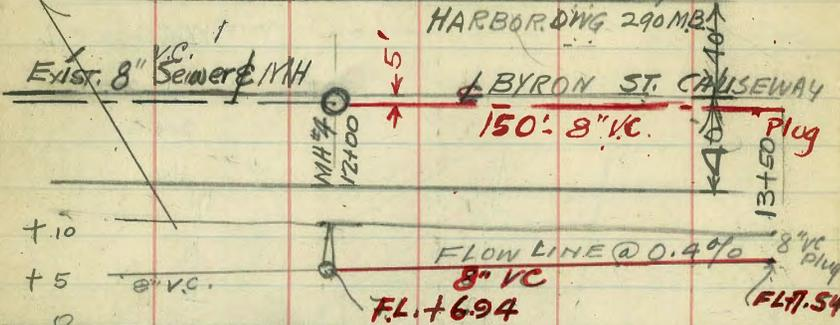 HARBOR DWG 290 M.B.
V.C.
Exist. 8" Sewer & MH
5'
40'
℄ BYRON ST. CAUSEWAY
150'- 8" V.C.
Plug
40'
MH #4
12+00
13+50
+10
FLOW LINE @ 0.4%
8" VC
Plug
+5
8" V.C.
8" VC
F.L. +6.94
FL+7.54
0